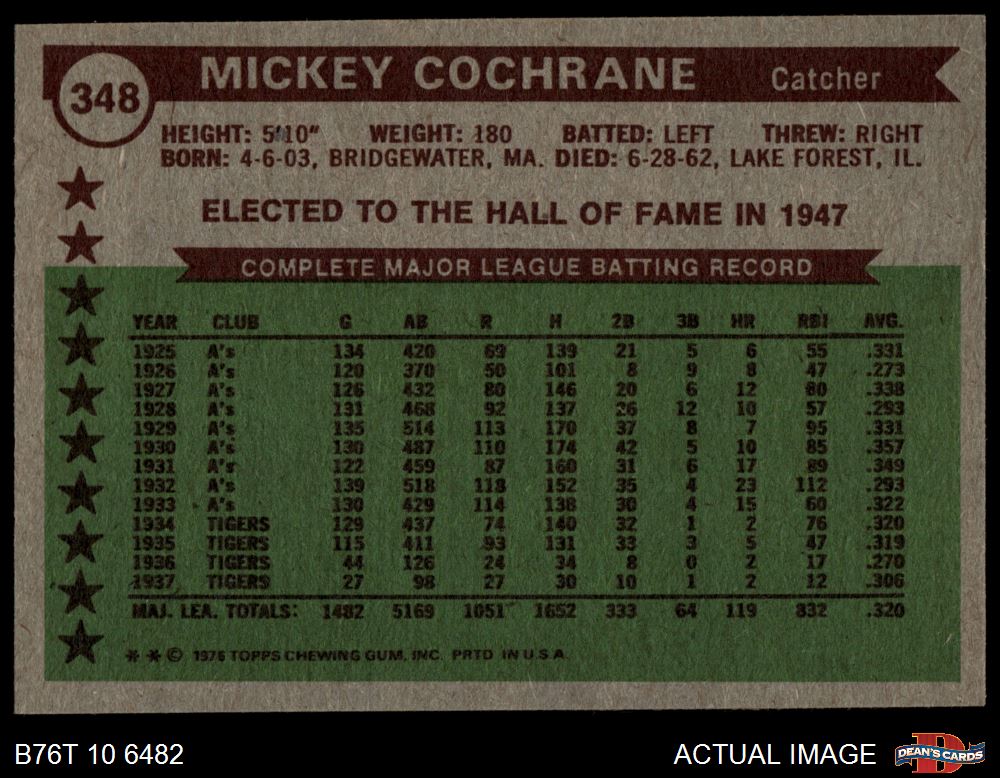 348
MICKEY COCHRANE Catcher
HEIGHT: 5'10" WEIGHT: 180 BATTED: LEFT THREW: RIGHT
BORN: 4-6-03, BRIDGEWATER, MA. DIED: 6-28-62, LAKE FOREST, IL.
ELECTED TO THE HALL OF FAME IN 1947
COMPLETE MAJOR LEAGUE BATTING RECORD
YEAR CLUB G AB R H 2B 3B HR RBI AVG.
1925 A's 134 420 69 139 21 5 6 55 .331
1926 A's 120 370 50 101 8 9 8 47 .273
1927 A's 126 432 80 146 20 6 12 80 .338
1928 A's 131 468 92 137 26 12 10 57 .293
1929 A's 135 514 113 170 37 8 7 95 .331
1930 A's 130 487 110 174 42 5 10 85 .357
1931 A's 122 459 87 160 31 6 17 89 .349
1932 A's 139 518 118 152 35 4 23 112 .293
1933 A's 130 429 114 138 30 4 15 60 .322
1934 TIGERS 129 437 74 140 32 1 2 76 .320
1935 TIGERS 115 411 93 131 33 3 5 47 .319
1936 TIGERS 44 126 24 34 8 0 2 17 .270
1937 TIGERS 27 98 27 30 10 1 2 12 .306
MAJ. LEA. TOTALS: 1482 5169 1051 1652 333 64 119 832 .320
* * © 1976 TOPPS CHEWING GUM, INC. PRTD IN U.S.A.
B76T 10 6482 ACTUAL IMAGE DEAN'S CARDS